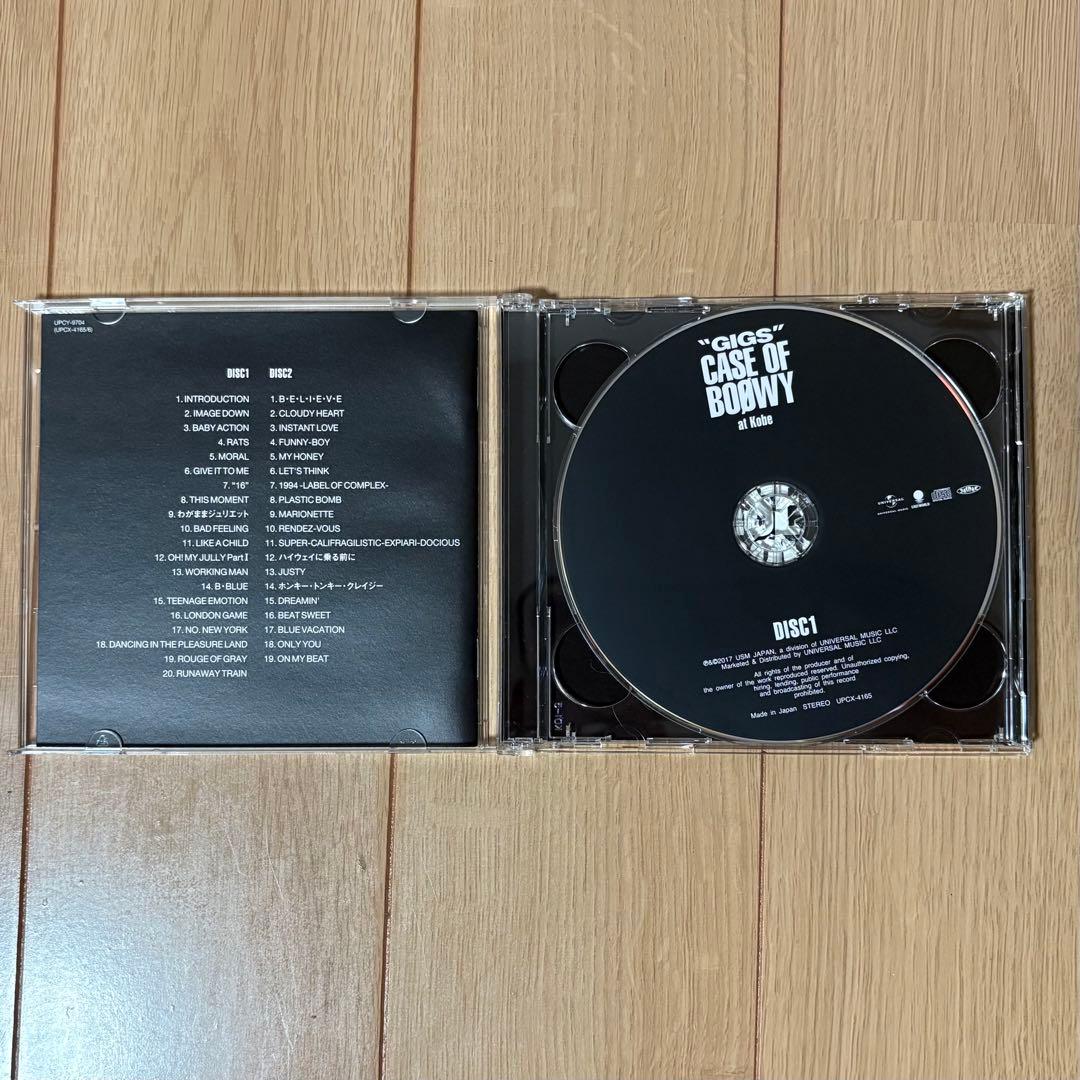 UPCY-9704
(UPCX-4165/6)
DISC1
1. INTRODUCTION
2. IMAGE DOWN
3. BABY ACTION
4. RATS
5. MORAL
6. GIVE IT TO ME
7. "16"
8. THIS MOMENT
9. わがままジュリエット
10. BAD FEELING
11. LIKE A CHILD
12. OH! MY JULLY Part I
13. WORKING MAN
14. B・BLUE
15. TEENAGE EMOTION
16. LONDON GAME
17. NO. NEW YORK
18. DANCING IN THE PLEASURE LAND
19. ROUGE OF GRAY
20. RUNAWAY TRAIN
DISC2
1. B・E・L・I・E・V・E
2. CLOUDY HEART
3. INSTANT LOVE
4. FUNNY-BOY
5. MY HONEY
6. LET'S THINK
7. 1994 -LABEL OF COMPLEX-
8. PLASTIC BOMB
9. MARIONETTE
10. RENDEZ-VOUS
11. SUPER-CALIFRAGILISTIC-EXPIARI-DOCIOUS
12. ハイウェイに乗る前に
13. JUSTY
14. ホンキー・トンキー・クレイジー
15. DREAMIN'
16. BEAT SWEET
17. BLUE VACATION
18. ONLY YOU
19. ON MY BEAT
"GIGS"
CASE OF
BOØWY
at Kobe
UNIVERSAL
UNIVERSAL MUSIC
EASTWORLD
DISC1
℗&©2017 USM JAPAN, a division of UNIVERSAL MUSIC LLC
Marketed & Distributed by UNIVERSAL MUSIC LLC
All rights of the producer and of
the owner of the work reproduced reserved. Unauthorized copying,
hiring, lending, public performance
and broadcasting of this record
prohibited.
Made in Japan STEREO UPCX-4165